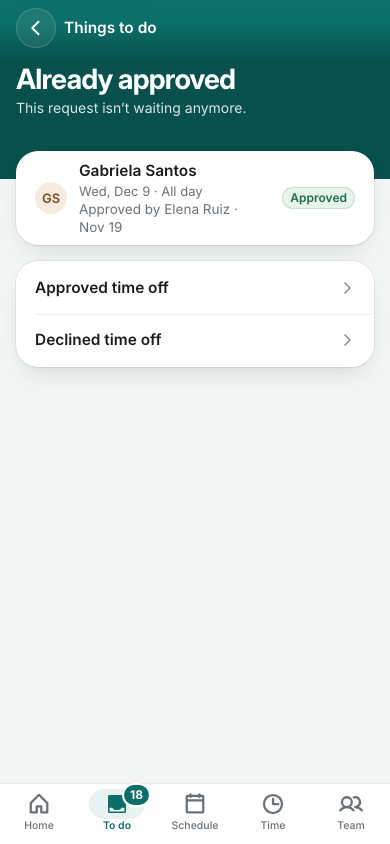 Things to do
Already approved
This request isn’t waiting anymore.
Gabriela Santos
GS
Wed, Dec 9 · All day
Approved by Elena Ruiz ·
Nov 19
Approved
Approved time off
Declined time off
18
Home
To do
Schedule
Time
Team